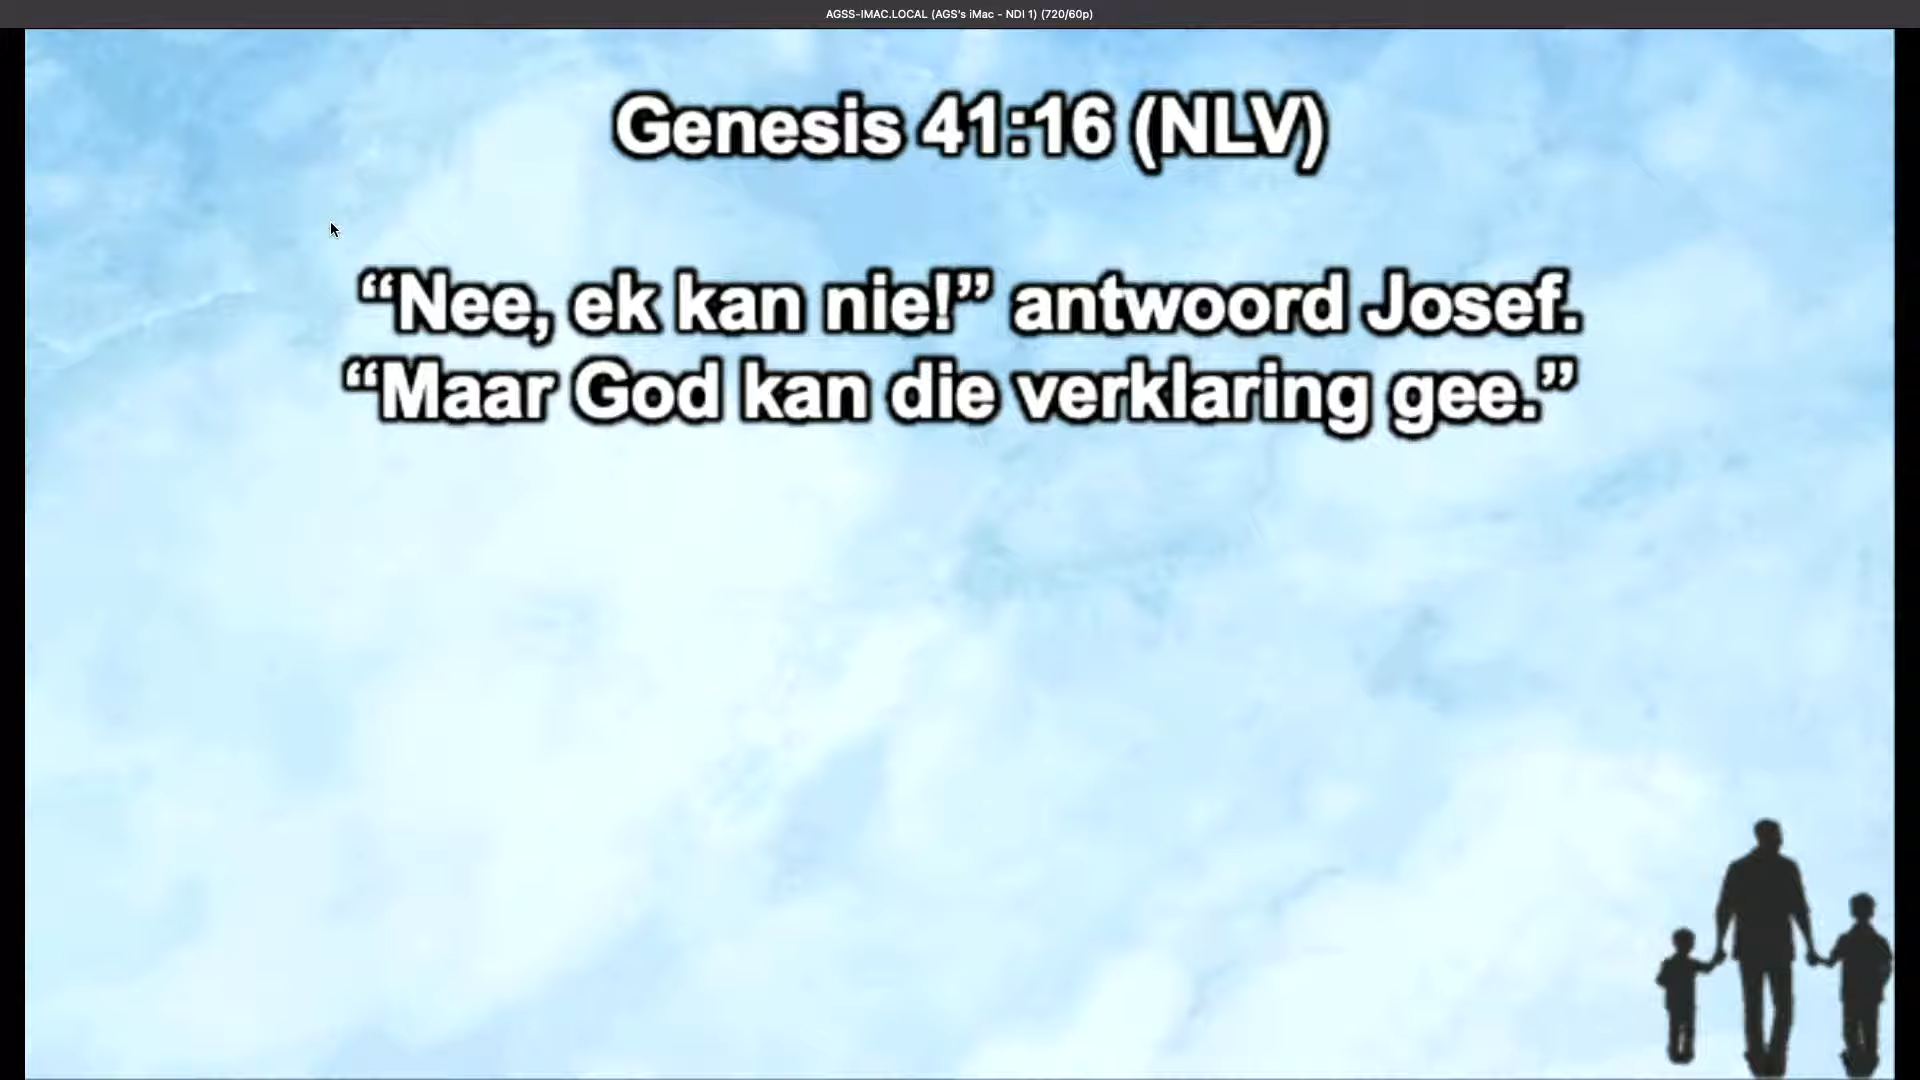 AGSS-IMAC.LOCAL (AGS's iMac - NDI 1) (720/60p)
Genesis 41:16 (NLV)
“Nee, ek kan nie!” antwoord Josef.
“Maar God kan die verklaring gee.”